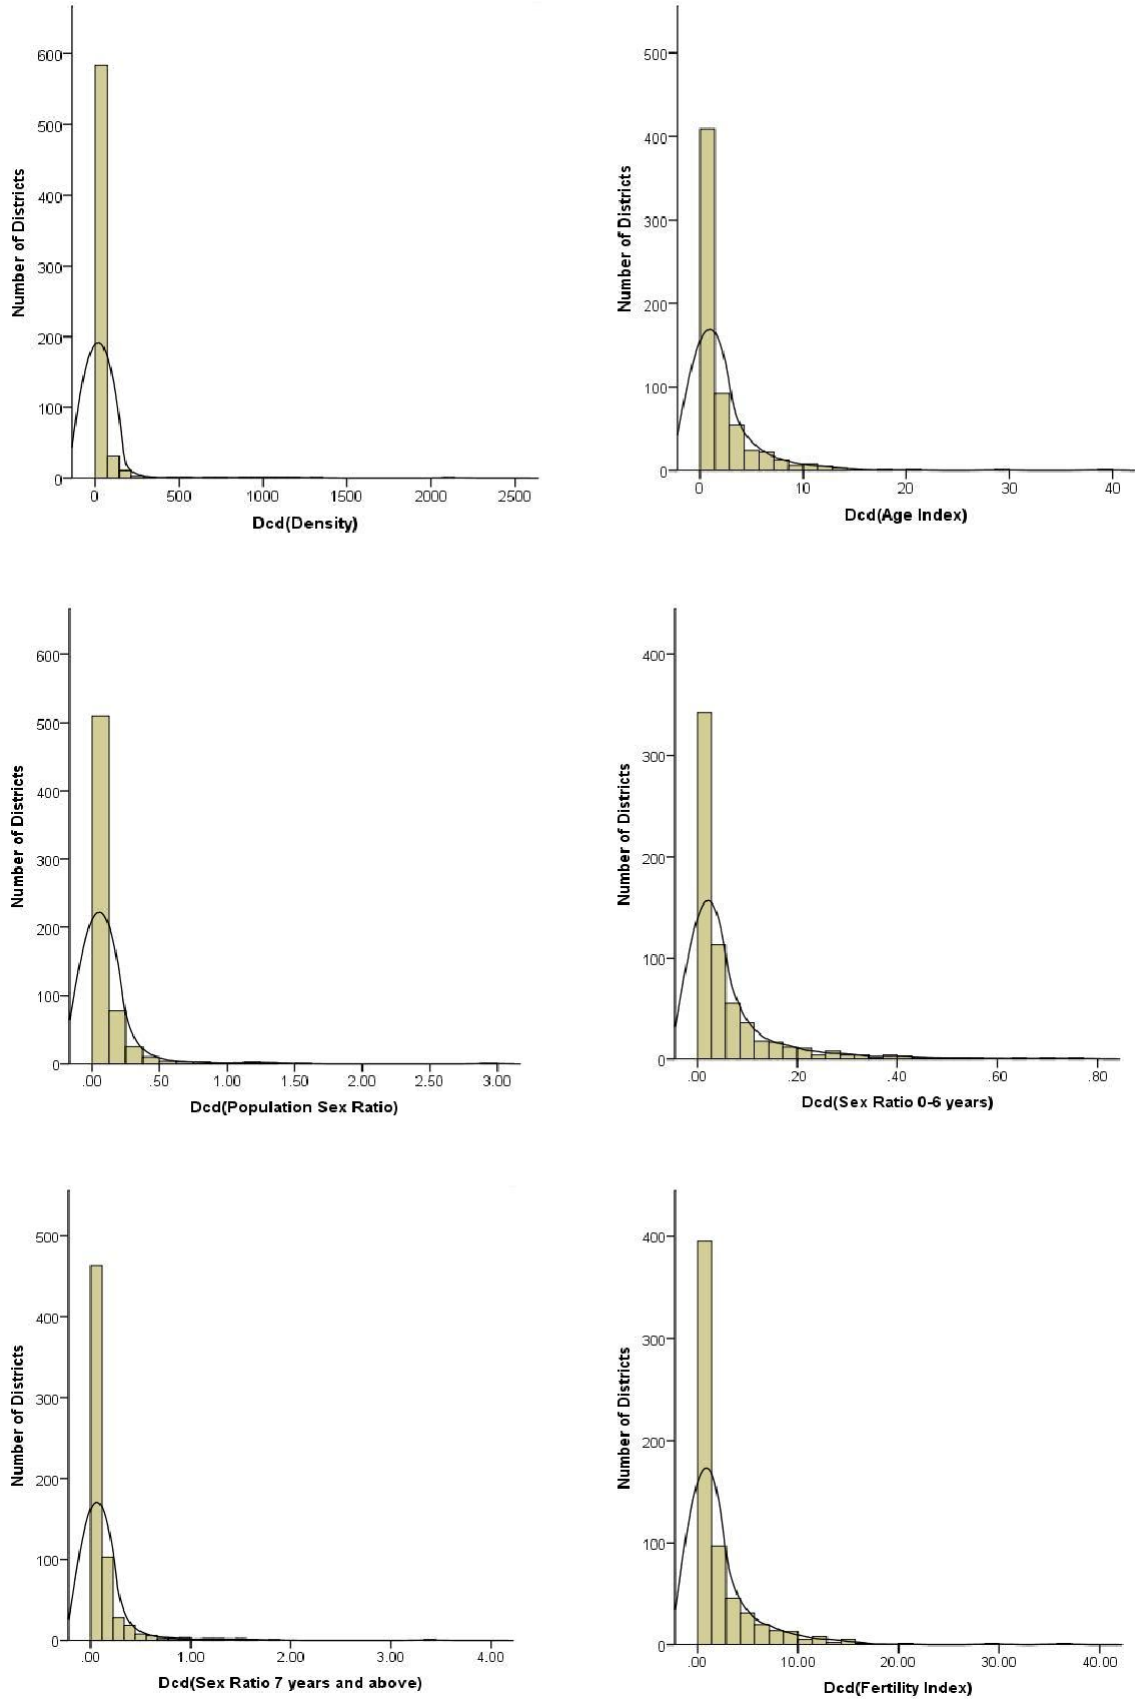 600
500
400
300
200
100
0
Number of Districts
0 500 1000 1500 2000 2500
Dcd(Density)
500
400
300
200
100
0
Number of Districts
0 10 20 30 40
Dcd(Age Index)
600
500
400
300
200
100
0
Number of Districts
.00 .50 1.00 1.50 2.00 2.50 3.00
Dcd(Population Sex Ratio)
400
300
200
100
0
Number of Districts
.00 .20 .40 .60 .80
Dcd(Sex Ratio 0-6 years)
500
400
300
200
100
0
Number of Districts
.00 1.00 2.00 3.00 4.00
Dcd(Sex Ratio 7 years and above)
400
300
200
100
0
Number of Districts
.00 10.00 20.00 30.00 40.00
Dcd(Fertility Index)